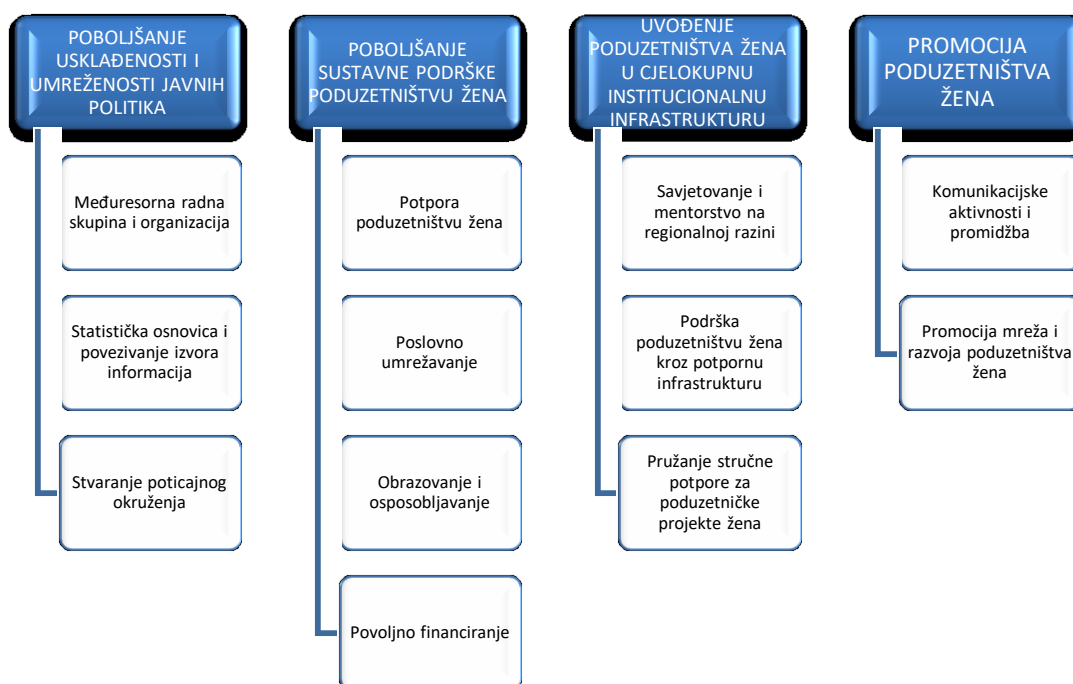 POBOLJŠANJE
USKLAĐENOSTI I
UMREŽENOSTI JAVNIH
POLITIKA
Međuresorna radna
skupina i organizacija
Statistička osnovica i
povezivanje izvora
informacija
Stvaranje poticajnog
okruženja
POBOLJŠANJE
SUSTAVNE PODRŠKE
PODUZETNIŠTVU ŽENA
Potpora
poduzetništvu žena
Poslovno
umrežavanje
Obrazovanje i
osposobljavanje
Povoljno financiranje
UVOĐENJE
PODUZETNIŠTVA ŽENA
U CJELOKUPNU
INSTITUCIONALNU
INFRASTRUKTURU
Savjetovanje i
mentorstvo na
regionalnoj razini
Podrška
poduzetništvu žena
kroz potpornu
infrastrukturu
Pružanje stručne
potpore za
poduzetničke
projekte žena
PROMOCIJA
PODUZETNIŠTVA
ŽENA
Komunikacijske
aktivnosti i
promidžba
Promocija mreža i
razvoja poduzetništva
žena